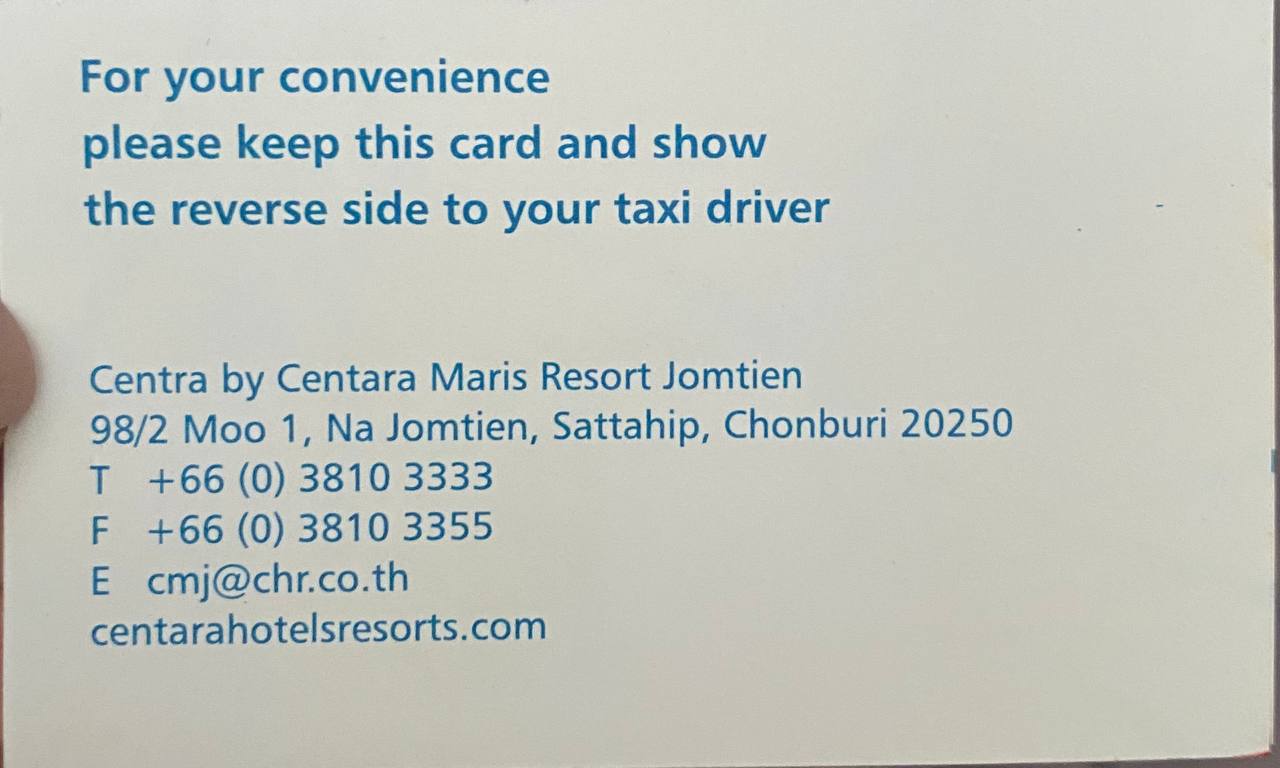 For your convenience
please keep this card and show
the reverse side to your taxi driver
Centra by Centara Maris Resort Jomtien
98/2 Moo 1, Na Jomtien, Sattahip, Chonburi 20250
T +66 (0) 3810 3333
F +66 (0) 3810 3355
E cmj@chr.co.th
centarahotelsresorts.com